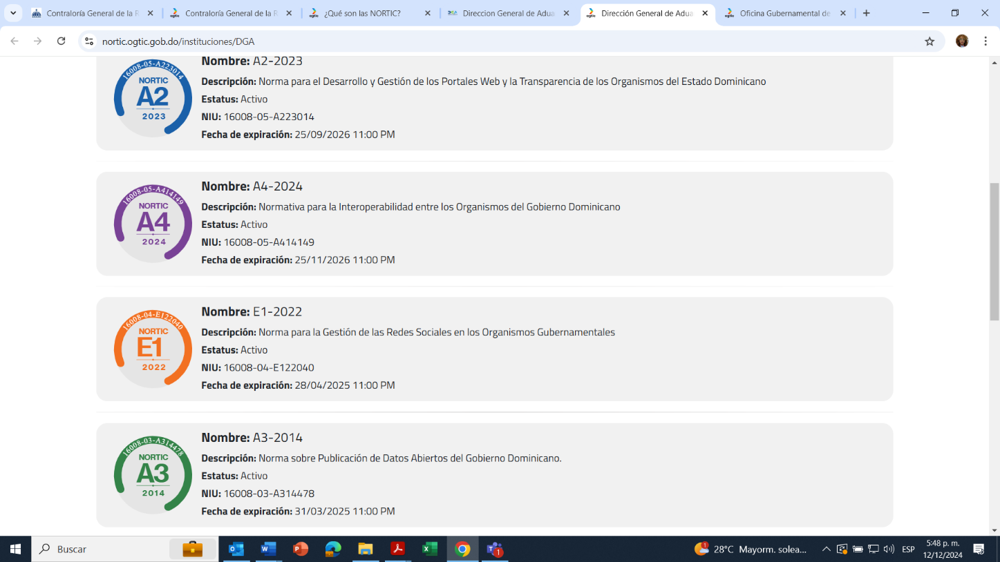 Contraloría General de la R
Contraloría General de la R
¿Qué son las NORTIC?
DGA
Direccion General de Adua
Dirección General de Adua
Oficina Gubernamental de
nortic.ogtic.gob.do/instituciones/DGA
16008-05-A223014
NORTIC
A2
2023
Nombre: A2-2023
Descripción: Norma para el Desarrollo y Gestión de los Portales Web y la Transparencia de los Organismos del Estado Dominicano
Estatus: Activo
NIU: 16008-05-A223014
Fecha de expiración: 25/09/2026 11:00 PM
16008-05-A414149
NORTIC
A4
2024
Nombre: A4-2024
Descripción: Normativa para la Interoperabilidad entre los Organismos del Gobierno Dominicano
Estatus: Activo
NIU: 16008-05-A414149
Fecha de expiración: 25/11/2026 11:00 PM
16008-04-E122040
NORTIC
E1
2022
Nombre: E1-2022
Descripción: Norma para la Gestión de las Redes Sociales en los Organismos Gubernamentales
Estatus: Activo
NIU: 16008-04-E122040
Fecha de expiración: 28/04/2025 11:00 PM
16008-03-A314478
NORTIC
A3
2014
Nombre: A3-2014
Descripción: Norma sobre Publicación de Datos Abiertos del Gobierno Dominicano.
Estatus: Activo
NIU: 16008-03-A314478
Fecha de expiración: 31/03/2025 11:00 PM
Buscar
1
1
28°C Mayorm. solea...
ESP
5:48 p. m.
12/12/2024